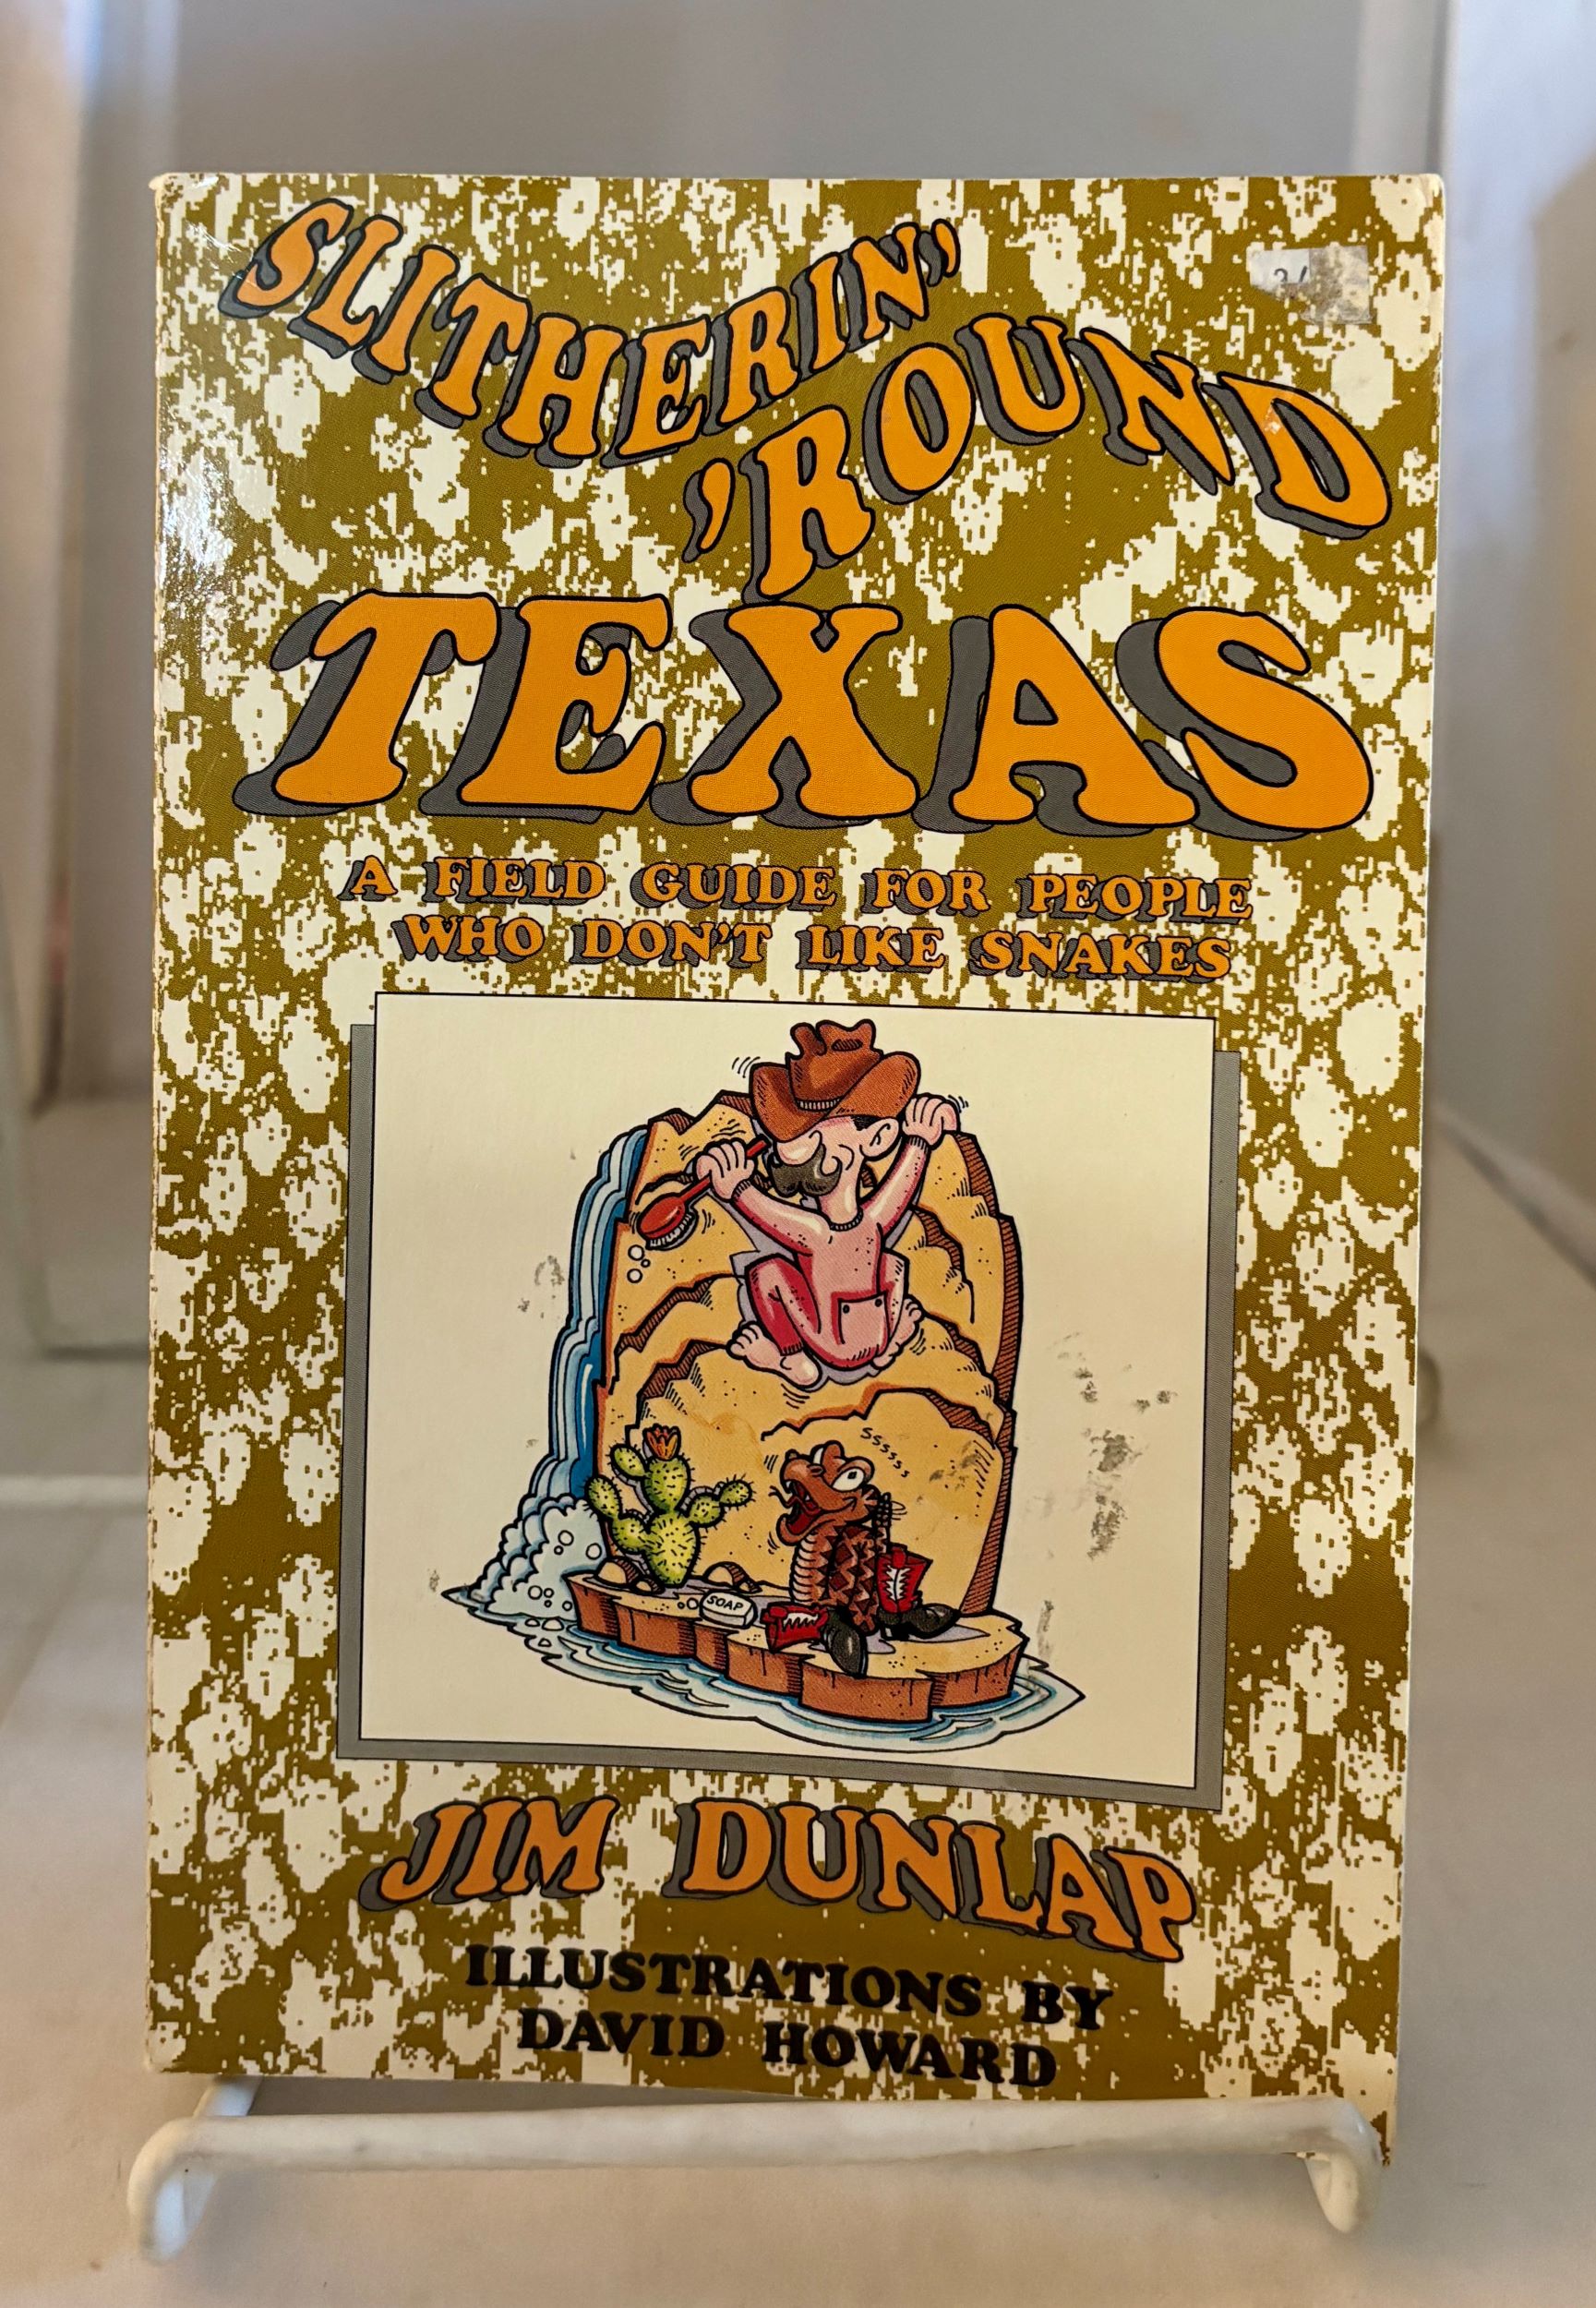 SLITHERIN'
'ROUND
TEXAS
A FIELD GUIDE FOR PEOPLE
WHO DON'T LIKE SNAKES
SSSSSS
SOAP
JIM DUNLAP
ILLUSTRATIONS BY
DAVID HOWARD